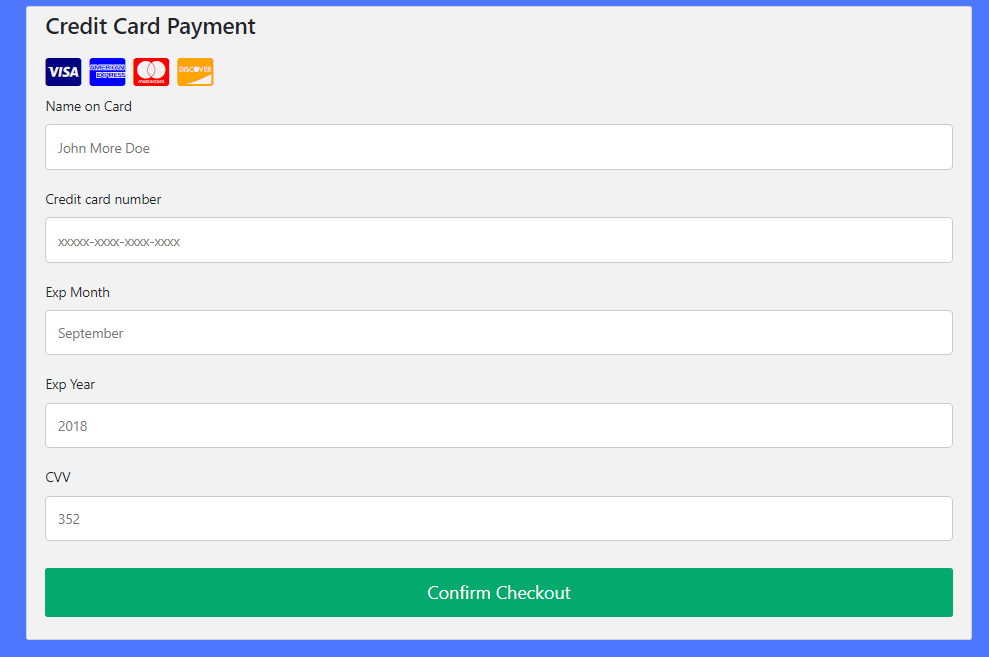 Credit Card Payment
VISA AMERICAN EXPRESS mastercard DISCOVER
Name on Card
John More Doe
Credit card number
xxxxx-xxxx-xxxx-xxxx
Exp Month
September
Exp Year
2018
CVV
352
Confirm Checkout